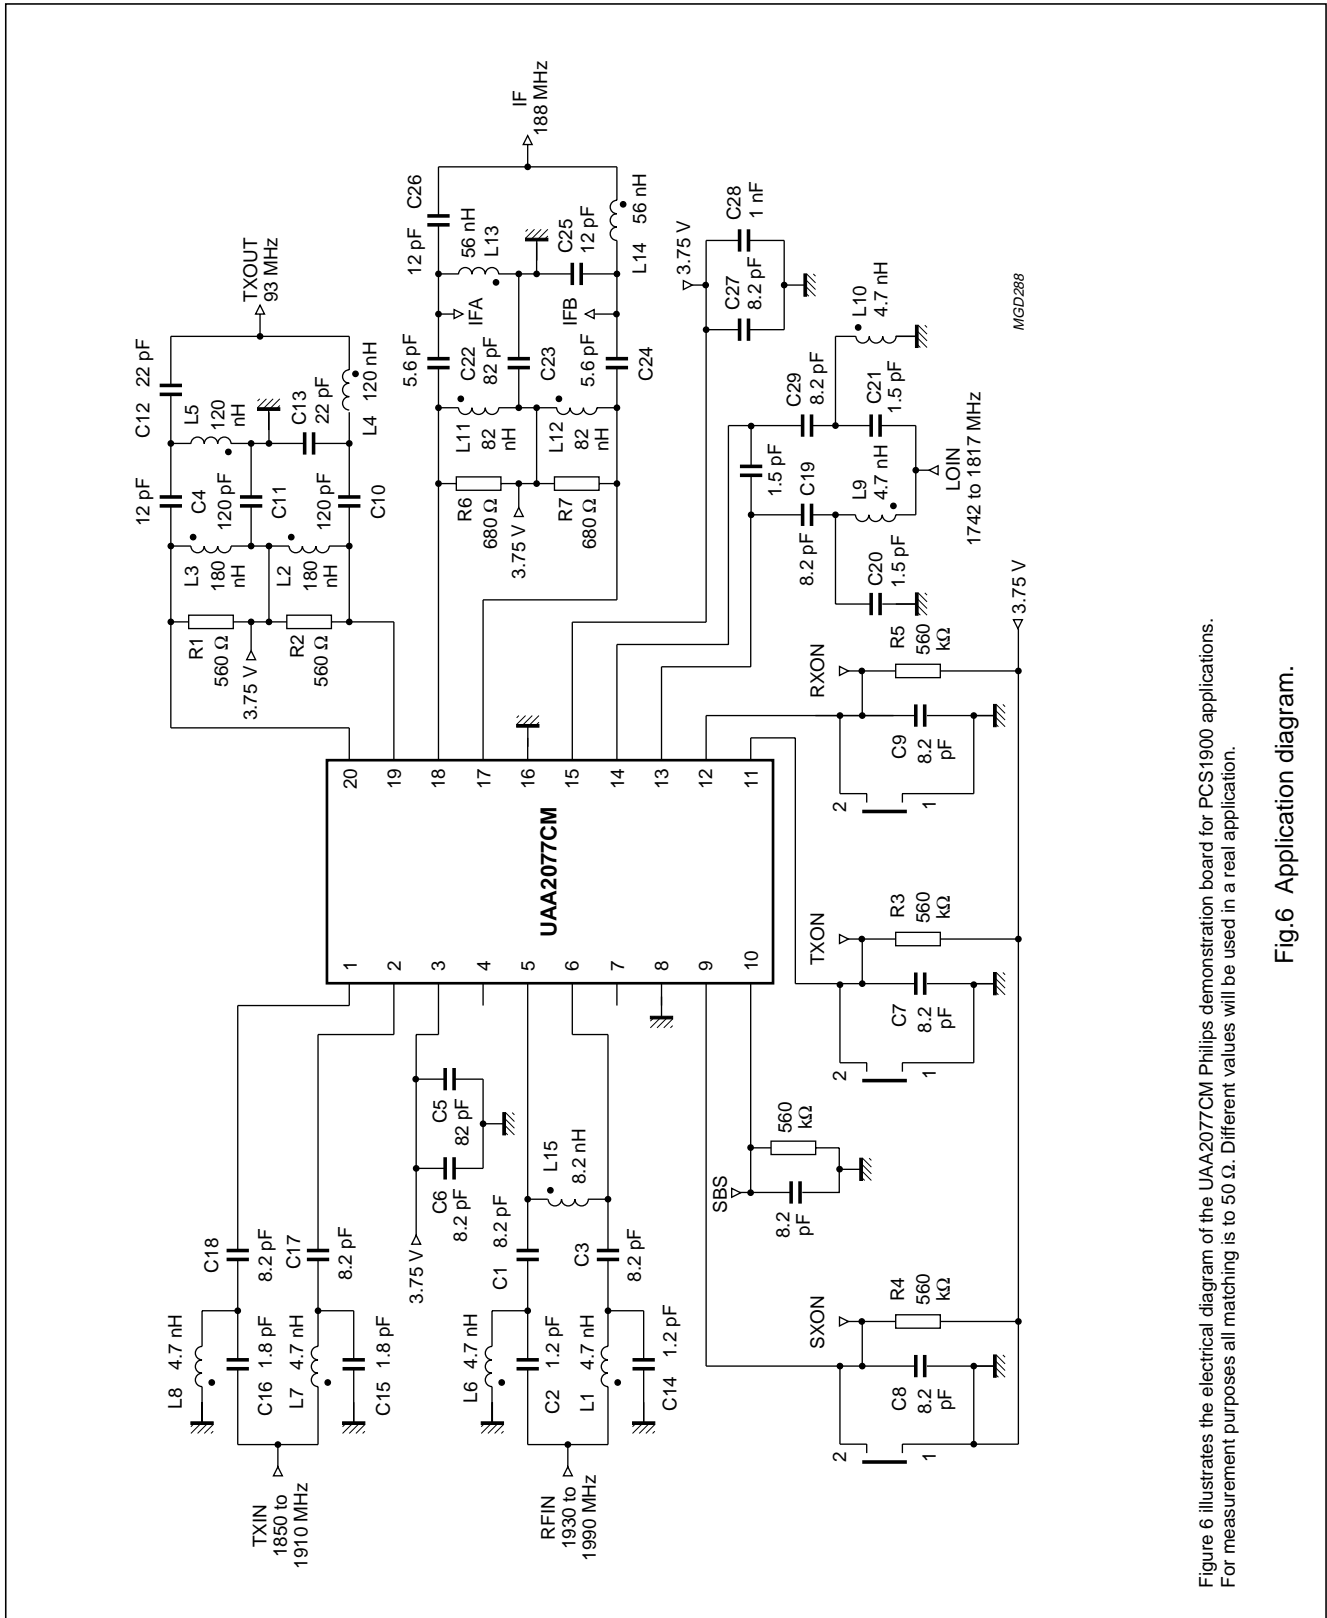 TXOUT
93 MHz
C12
22 pF
12 pF
L5
120
nH
C4
120 pF
C11
C13
22 pF
L3
180
nH
L2
180
nH
120 pF
C10
L4
120 nH
R1
560 Ω
3.75 V
R2
560 Ω
IF
188 MHz
12 pF
C26
56 nH
L13
C25
12 pF
56 nH
L14
IFA
IFB
5.6 pF
C22
82 pF
C23
5.6 pF
C24
L11
82
nH
L12
82
nH
R6
680 Ω
3.75 V
R7
680 Ω
3.75 V
C27
8.2 pF
C28
1 nF
C29
8.2 pF
L10
4.7 nH
C21
1.5 pF
1.5 pF
C19
8.2 pF
L9
4.7 nH
C20
1.5 pF
LOIN
1742 to 1817 MHz
MGD288
20
19
18
17
16
15
14
13
12
11
UAA2077CM
1
2
3
4
5
6
7
8
9
10
C18
8.2 pF
C17
8.2 pF
L8
4.7 nH
C16
1.8 pF
L7
4.7 nH
C15
1.8 pF
TXIN
1850 to
1910 MHz
3.75 V
C6
8.2 pF
C5
82 pF
L15
8.2 nH
C1
8.2 pF
C3
8.2 pF
L6
4.7 nH
C2
1.2 pF
L1
4.7 nH
C14
1.2 pF
RFIN
1930 to
1990 MHz
SBS
8.2
pF
560
kΩ
SXON
R4
560
kΩ
C8
8.2
pF
2
1
TXON
R3
560
kΩ
C7
8.2
pF
2
1
RXON
R5
560
kΩ
C9
8.2
pF
2
1
3.75 V
Figure 6 illustrates the electrical diagram of the UAA2077CM Philips demonstration board for PCS1900 applications.
For measurement purposes all matching is to 50 Ω. Different values will be used in a real application.
Fig.6 Application diagram.